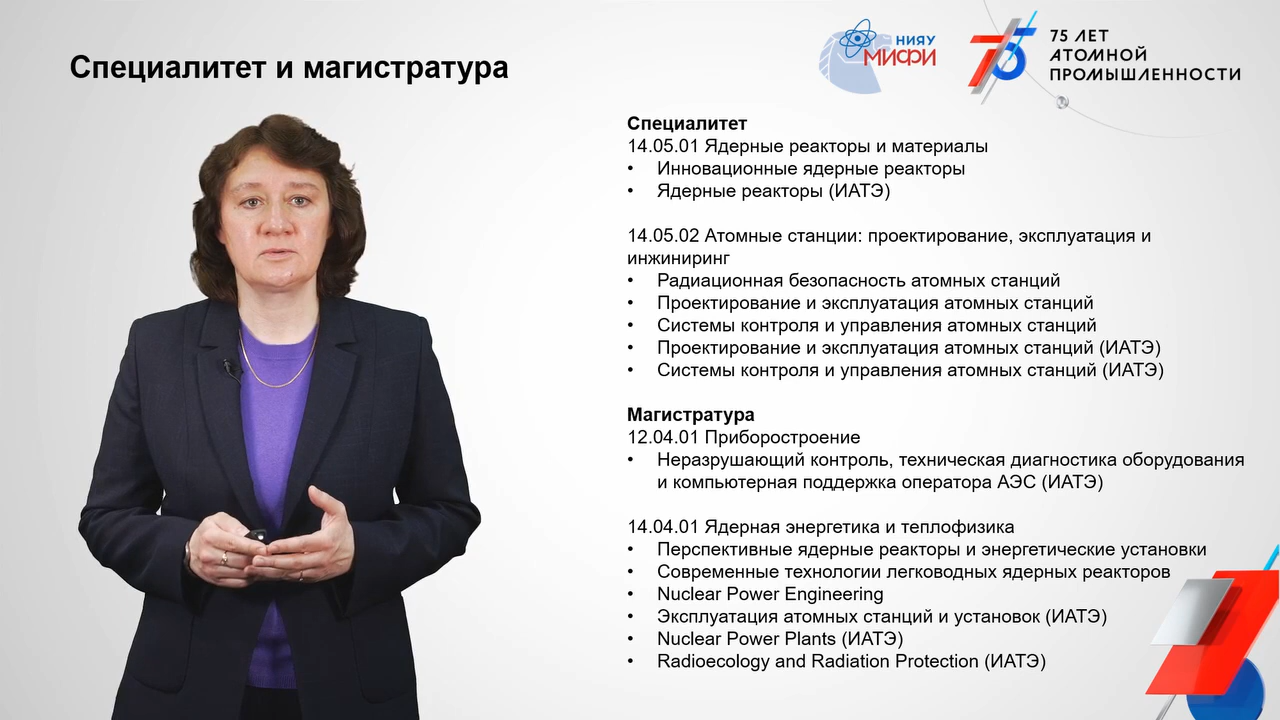 Специалитет и магистратура
НИЯУ
МИФИ
75
75 ЛЕТ
АТОМНОЙ
ПРОМЫШЛЕННОСТИ
Специалитет
14.05.01 Ядерные реакторы и материалы
• Инновационные ядерные реакторы
• Ядерные реакторы (ИАТЭ)
14.05.02 Атомные станции: проектирование, эксплуатация и
инжиниринг
• Радиационная безопасность атомных станций
• Проектирование и эксплуатация атомных станций
• Системы контроля и управления атомных станций
• Проектирование и эксплуатация атомных станций (ИАТЭ)
• Системы контроля и управления атомных станций (ИАТЭ)
Магистратура
12.04.01 Приборостроение
• Неразрушающий контроль, техническая диагностика оборудования
и компьютерная поддержка оператора АЭС (ИАТЭ)
14.04.01 Ядерная энергетика и теплофизика
• Перспективные ядерные реакторы и энергетические установки
• Современные технологии легководных ядерных реакторов
• Nuclear Power Engineering
• Эксплуатация атомных станций и установок (ИАТЭ)
• Nuclear Power Plants (ИАТЭ)
• Radioecology and Radiation Protection (ИАТЭ)